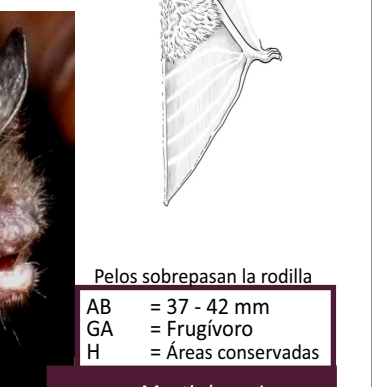 Pelos sobrepasan la rodilla
AB = 37 - 42 mm
GA = Frugívoro
H = Áreas conservadas